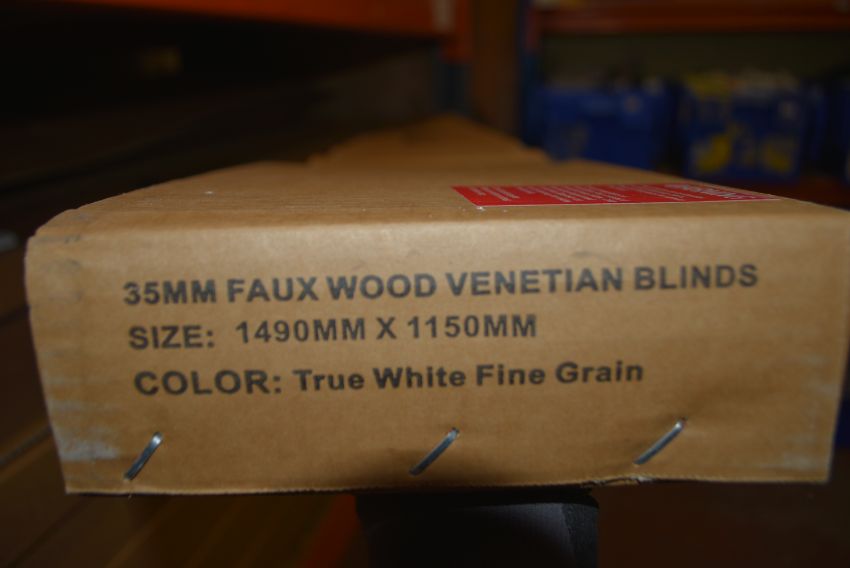 35MM FAUX WOOD VENETIAN BLINDS
SIZE: 1490MM X 1150MM
COLOR: True White Fine Grain